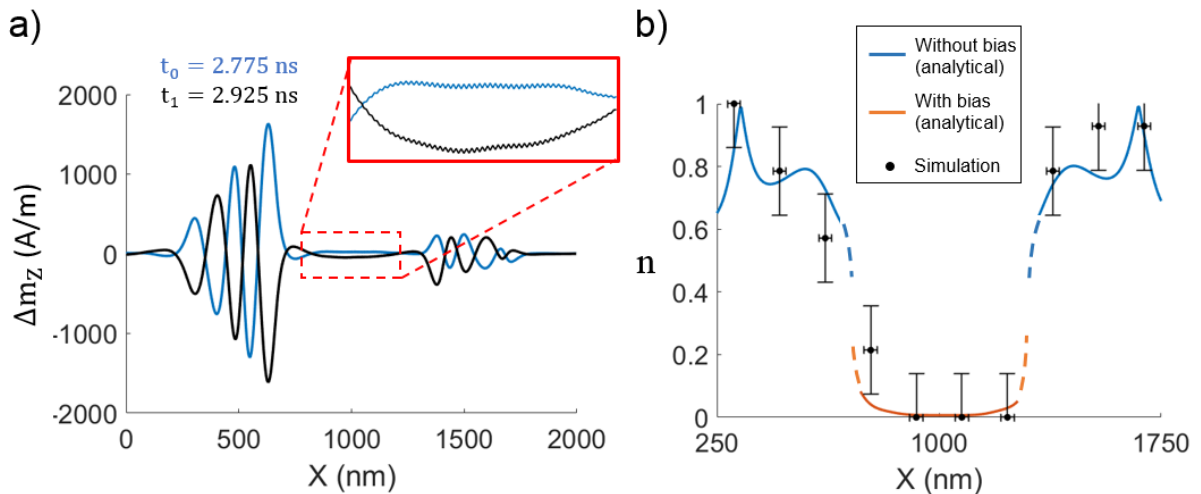 a)
t₀ = 2.775 ns
t₁ = 2.925 ns
2000
1000
0
-1000
-2000
Δm_Z (A/m)
0
500
1000
1500
2000
X (nm)
b)
Without bias
(analytical)
With bias
(analytical)
Simulation
1
0.8
0.6
0.4
0.2
0
n
250
1000
1750
X (nm)